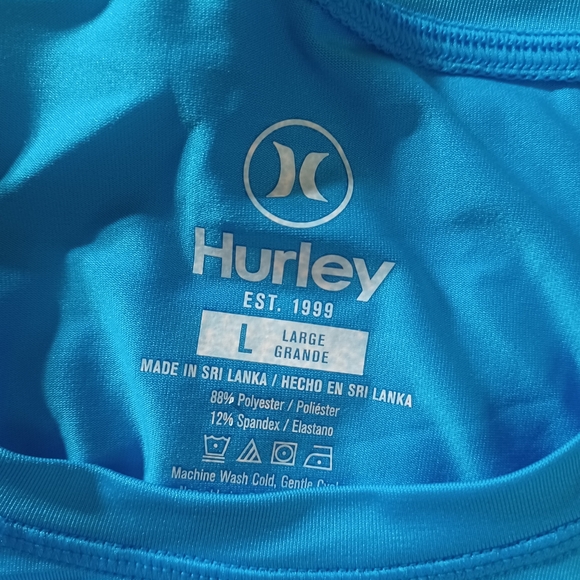 Hurley
EST. 1999
L LARGE
GRANDE
MADE IN SRI LANKA / HECHO EN SRI LANKA
88% Polyester / Poliéster
12% Spandex / Elastano
Machine Wash Cold, Gentle